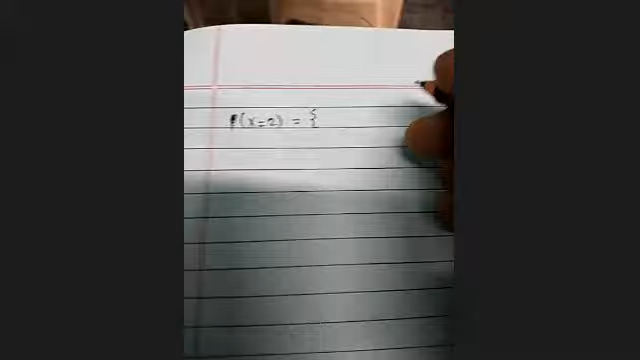 P(x=2) = {